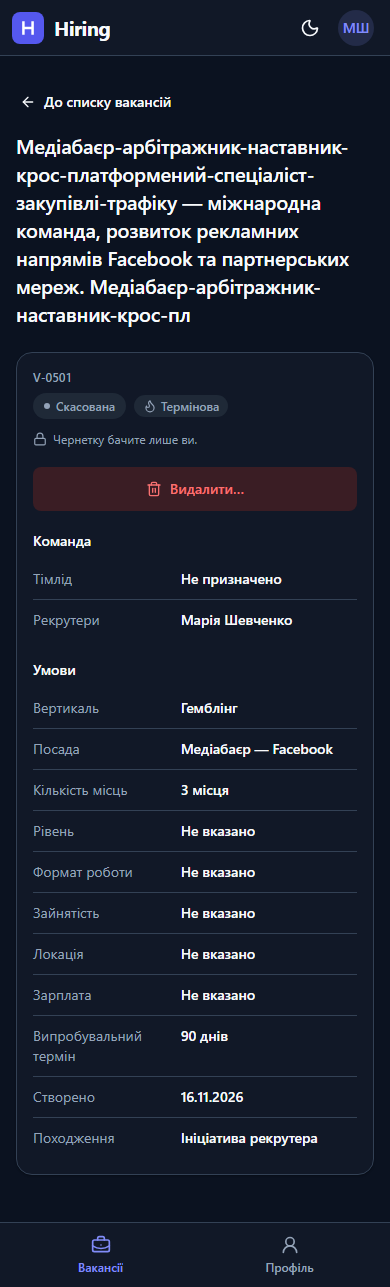 H Hiring МШ
До списку вакансій
Медіабаєр-арбітражник-наставник-
крос-платформений-спеціаліст-
закупівлі-трафіку — міжнародна
команда, розвиток рекламних
напрямів Facebook та партнерських
мереж. Медіабаєр-арбітражник-
наставник-крос-пл
V-0501
Скасована Термінова
Чернетку бачите лише ви.
Видалити...
Команда
Тімлід Не призначено
Рекрутери Марія Шевченко
Умови
Вертикаль Гемблінг
Посада Медіабаєр — Facebook
Кількість місць 3 місця
Рівень Не вказано
Формат роботи Не вказано
Зайнятість Не вказано
Локація Не вказано
Зарплата Не вказано
Випробувальний 90 днів
термін
Створено 16.11.2026
Походження Ініціатива рекрутера
Вакансії Профіль